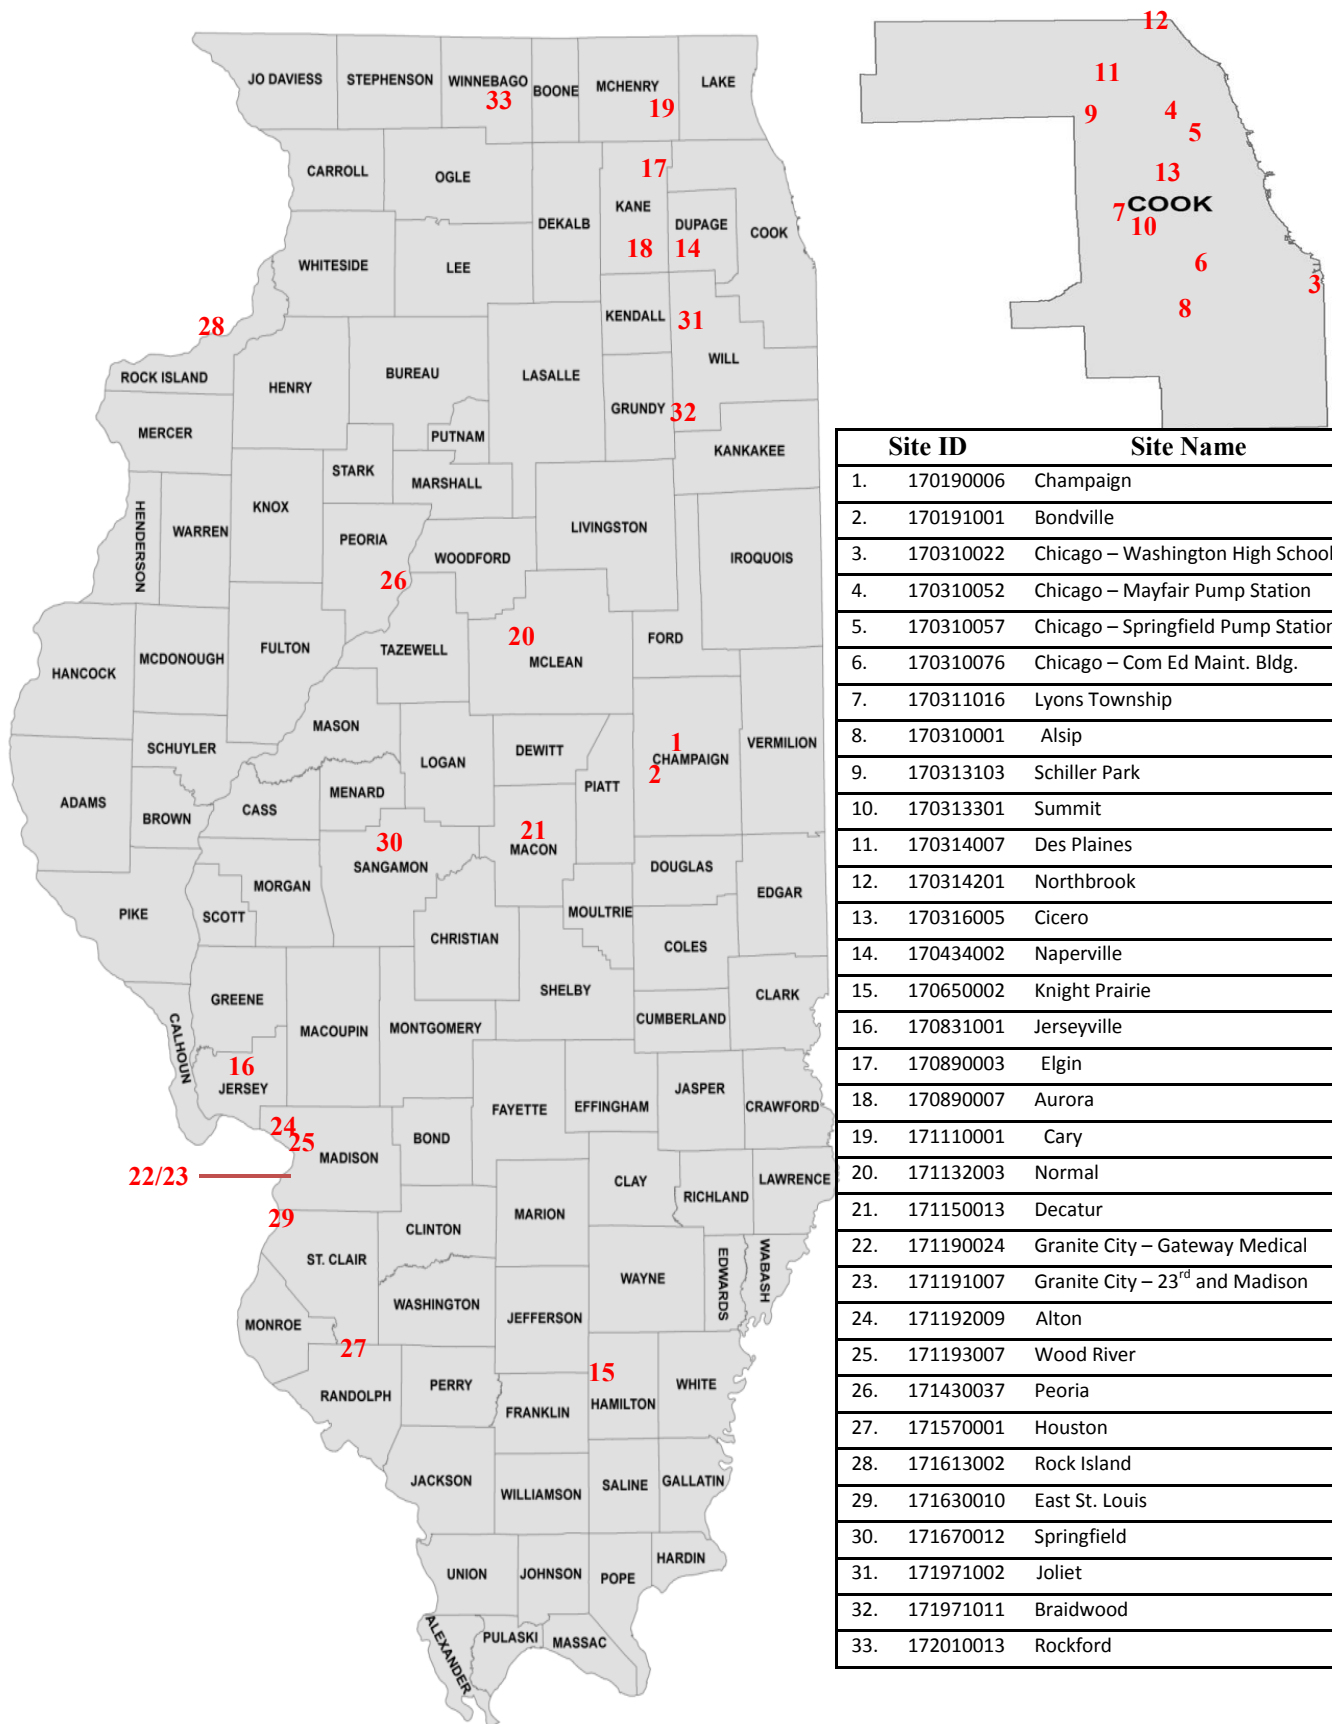 JO DAVIESS
STEPHENSON
WINNEBAGO
33
BOONE
MCHENRY
19
LAKE
CARROLL
OGLE
17
KANE
DEKALB
DUPAGE
COOK
18
14
WHITESIDE
LEE
28
KENDALL
31
WILL
ROCK ISLAND
HENRY
BUREAU
LASALLE
GRUNDY
32
MERCER
PUTNAM
KANKAKEE
STARK
MARSHALL
HENDERSON
WARREN
KNOX
PEORIA
WOODFORD
LIVINGSTON
IROQUOIS
26
20
MCLEAN
FORD
HANCOCK
MCDONOUGH
FULTON
TAZEWELL
MASON
SCHUYLER
LOGAN
DEWITT
1
CHAMPAIGN
2
VERMILION
PIATT
ADAMS
BROWN
CASS
MENARD
30
SANGAMON
21
MACON
DOUGLAS
EDGAR
PIKE
SCOTT
MORGAN
CHRISTIAN
MOULTRIE
COLES
GREENE
SHELBY
CLARK
CALHOUN
MACOUPIN
MONTGOMERY
CUMBERLAND
16
JERSEY
FAYETTE
EFFINGHAM
JASPER
CRAWFORD
24
25
MADISON
BOND
22/23
CLAY
RICHLAND
LAWRENCE
29
CLINTON
MARION
ST. CLAIR
WAYNE
EDWARDS
WABASH
WASHINGTON
JEFFERSON
MONROE
27
RANDOLPH
PERRY
15
HAMILTON
WHITE
FRANKLIN
JACKSON
WILLIAMSON
SALINE
GALLATIN
UNION
JOHNSON
POPE
HARDIN
ALEXANDER
PULASKI
MASSAC
12
11
9
4
5
13
7
COOK
10
6
3
8
Site ID Site Name
1. 170190006 Champaign
2. 170191001 Bondville
3. 170310022 Chicago – Washington High School
4. 170310052 Chicago – Mayfair Pump Station
5. 170310057 Chicago – Springfield Pump Station
6. 170310076 Chicago – Com Ed Maint. Bldg.
7. 170311016 Lyons Township
8. 170310001 Alsip
9. 170313103 Schiller Park
10. 170313301 Summit
11. 170314007 Des Plaines
12. 170314201 Northbrook
13. 170316005 Cicero
14. 170434002 Naperville
15. 170650002 Knight Prairie
16. 170831001 Jerseyville
17. 170890003 Elgin
18. 170890007 Aurora
19. 171110001 Cary
20. 171132003 Normal
21. 171150013 Decatur
22. 171190024 Granite City – Gateway Medical
23. 171191007 Granite City – 23rd and Madison
24. 171192009 Alton
25. 171193007 Wood River
26. 171430037 Peoria
27. 171570001 Houston
28. 171613002 Rock Island
29. 171630010 East St. Louis
30. 171670012 Springfield
31. 171971002 Joliet
32. 171971011 Braidwood
33. 172010013 Rockford